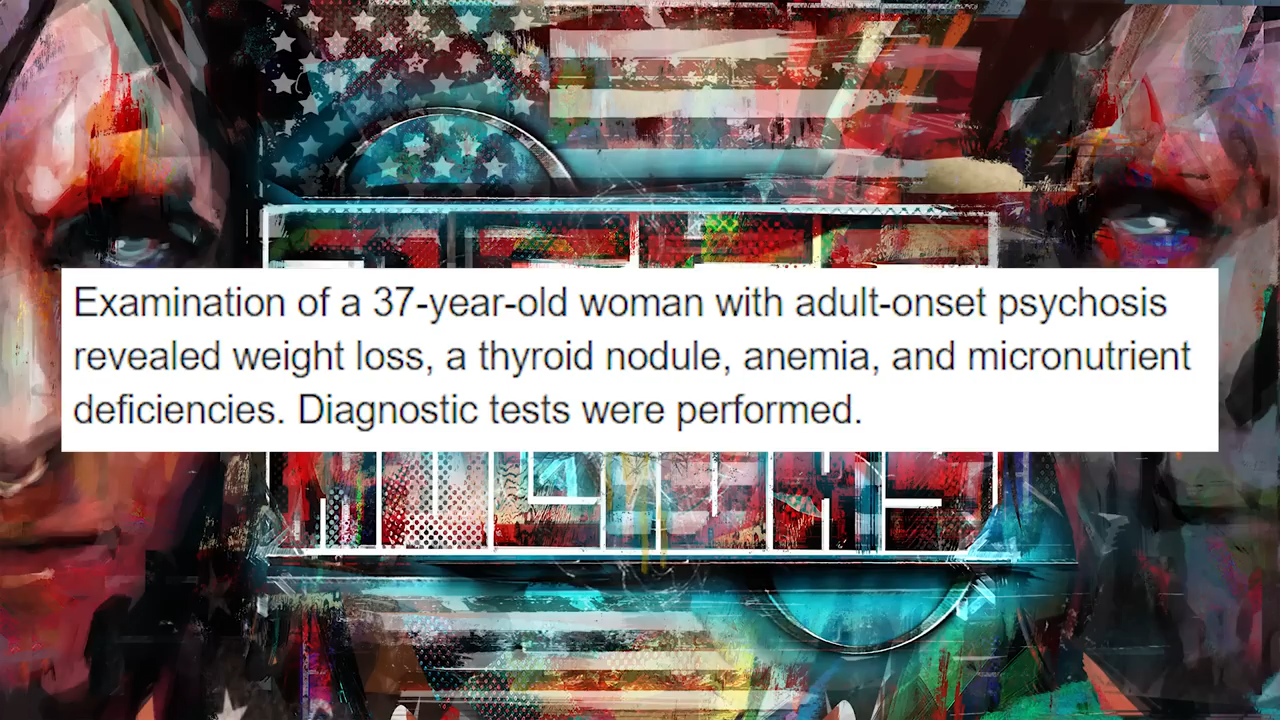 Examination of a 37-year-old woman with adult-onset psychosis
revealed weight loss, a thyroid nodule, anemia, and micronutrient
deficiencies. Diagnostic tests were performed.